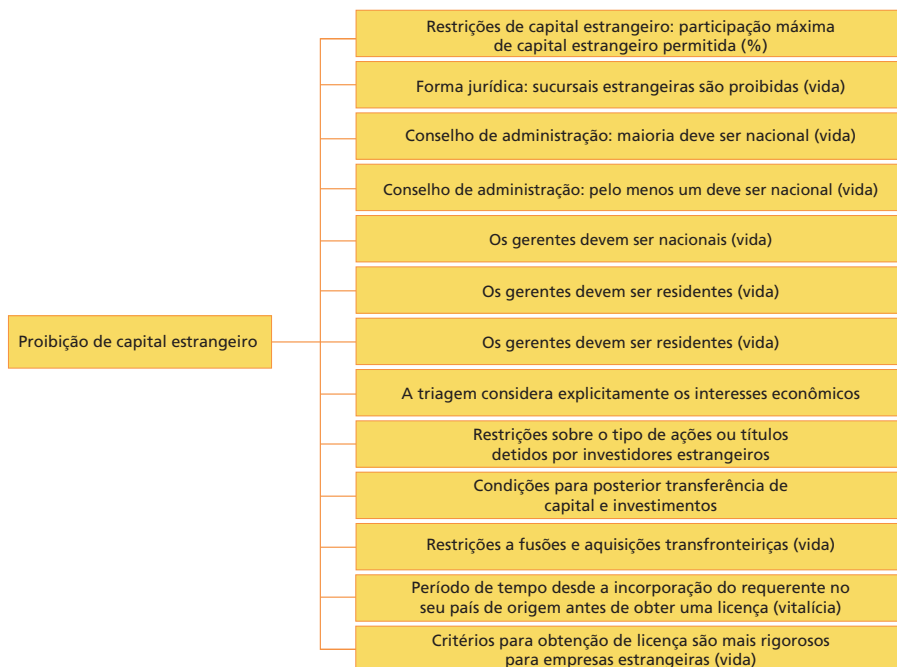 Restrições de capital estrangeiro: participação máxima
de capital estrangeiro permitida (%)
Forma jurídica: sucursais estrangeiras são proibidas (vida)
Conselho de administração: maioria deve ser nacional (vida)
Conselho de administração: pelo menos um deve ser nacional (vida)
Os gerentes devem ser nacionais (vida)
Os gerentes devem ser residentes (vida)
Proibição de capital estrangeiro
Os gerentes devem ser residentes (vida)
A triagem considera explicitamente os interesses econômicos
Restrições sobre o tipo de ações ou títulos
detidos por investidores estrangeiros
Condições para posterior transferência de
capital e investimentos
Restrições a fusões e aquisições transfronteiriças (vida)
Período de tempo desde a incorporação do requerente no
seu país de origem antes de obter uma licença (vitalícia)
Critérios para obtenção de licença são mais rigorosos
para empresas estrangeiras (vida)